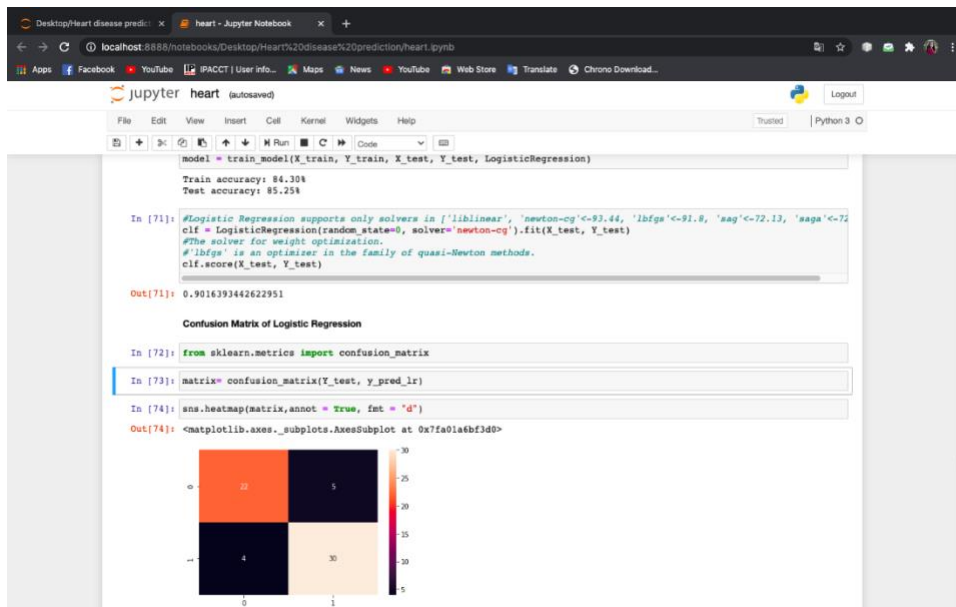 Desktop/Heart disease predict
heart - Jupyter Notebook
localhost:8888/notebooks/Desktop/Heart%20disease%20prediction/heart.ipynb
Apps Facebook YouTube IPACCT | User info... Maps News YouTube Web Store Translate Chrono Download...
jupyter heart (autosaved) Logout
File Edit View Insert Cell Kernel Widgets Help Trusted Python 3
Run Code
model = train_model(X_train, Y_train, X_test, Y_test, LogisticRegression)
Train accuracy: 84.30%
Test accuracy: 85.25%
In [71]: #Logistic Regression supports only solvers in ['liblinear', 'newton-cg'<-93.44, 'lbfgs'<-91.8, 'sag'<-72.13, 'saga'<-72
clf = LogisticRegression(random_state=0, solver='newton-cg').fit(X_test, Y_test)
#The solver for weight optimization.
#'lbfgs' is an optimizer in the family of quasi-Newton methods.
clf.score(X_test, Y_test)
Out[71]: 0.9016393442622951
Confusion Matrix of Logistic Regression
In [72]: from sklearn.metrics import confusion_matrix
In [73]: matrix= confusion_matrix(Y_test, y_pred_lr)
In [74]: sns.heatmap(matrix,annot = True, fmt = "d")
Out[74]: <matplotlib.axes._subplots.AxesSubplot at 0x7fa01a6bf3d0>
30
25
0 22 5
20
15
1 4 30
10
5
0 1